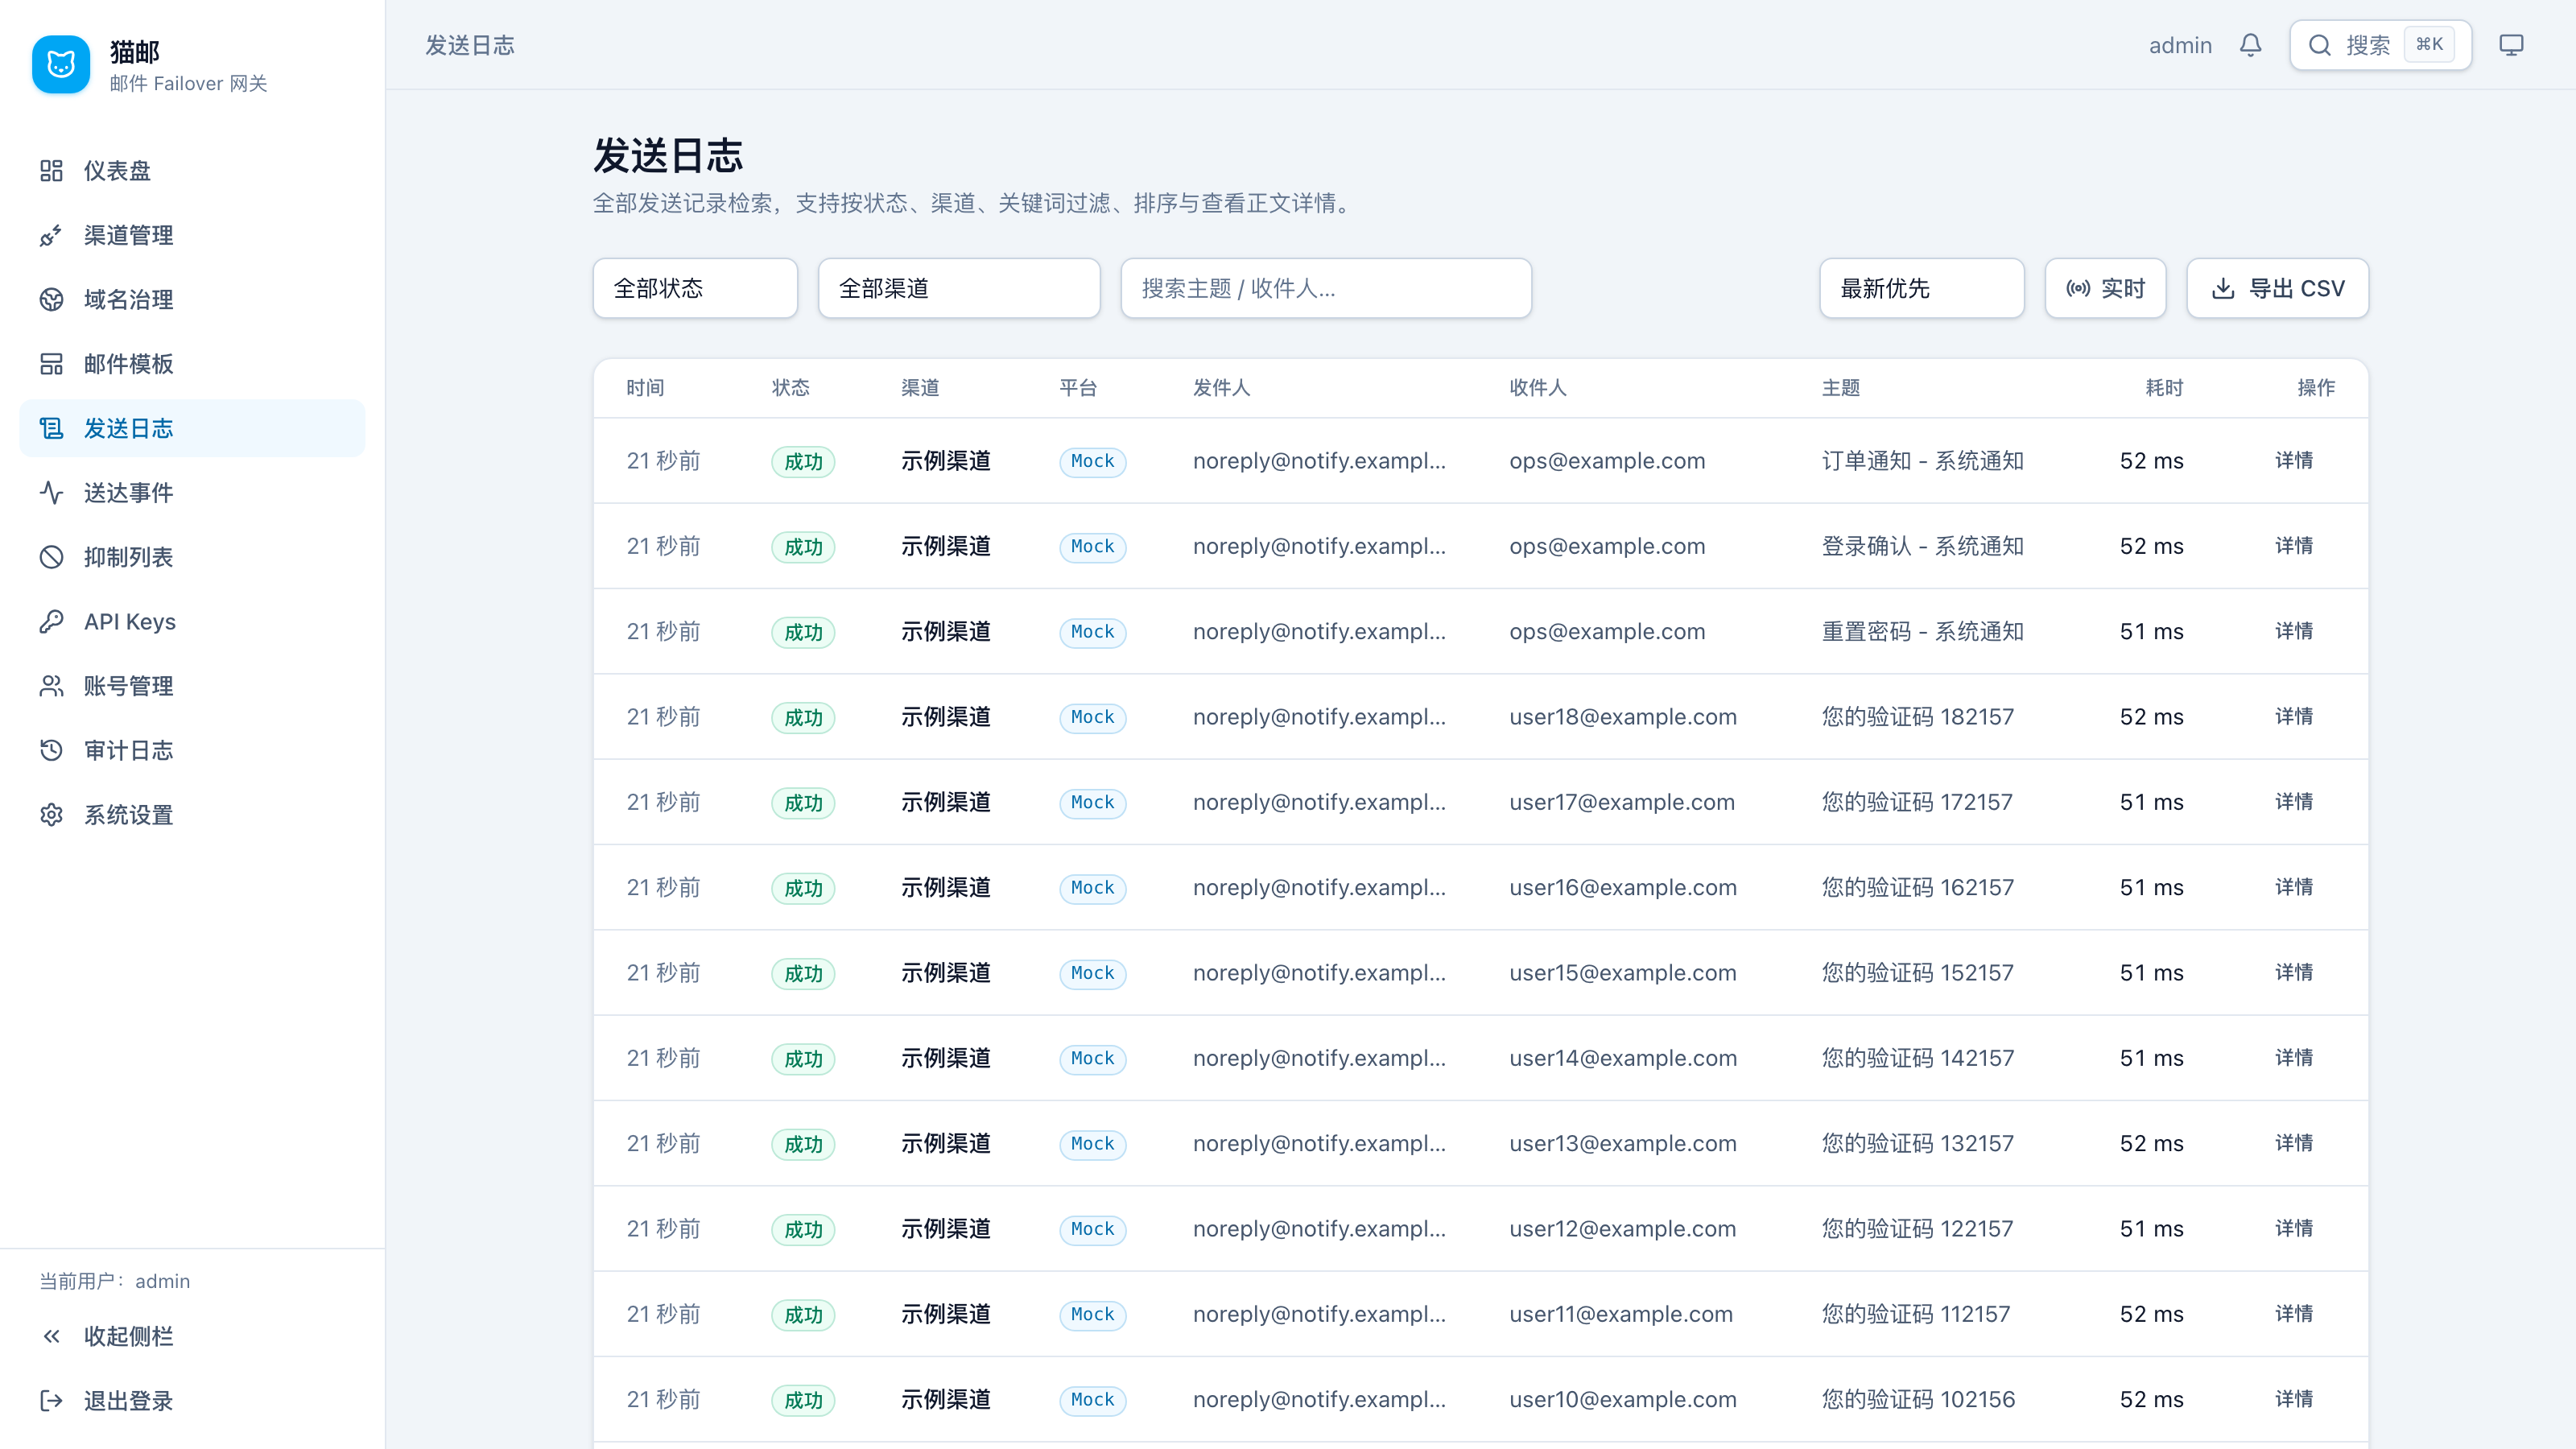 猫邮
邮件 Failover 网关
仪表盘
渠道管理
域名治理
邮件模板
发送日志
送达事件
抑制列表
API Keys
账号管理
审计日志
系统设置
当前用户：admin
收起侧栏
退出登录
发送日志 admin 搜索 ⌘K
发送日志
全部发送记录检索，支持按状态、渠道、关键词过滤、排序与查看正文详情。
全部状态 全部渠道 搜索主题 / 收件人... 最新优先 实时 导出 CSV
时间 状态 渠道 平台 发件人 收件人 主题 耗时 操作
21 秒前 成功 示例渠道 Mock noreply@notify.exampl... ops@example.com 订单通知 - 系统通知 52 ms 详情
21 秒前 成功 示例渠道 Mock noreply@notify.exampl... ops@example.com 登录确认 - 系统通知 52 ms 详情
21 秒前 成功 示例渠道 Mock noreply@notify.exampl... ops@example.com 重置密码 - 系统通知 51 ms 详情
21 秒前 成功 示例渠道 Mock noreply@notify.exampl... user18@example.com 您的验证码 182157 52 ms 详情
21 秒前 成功 示例渠道 Mock noreply@notify.exampl... user17@example.com 您的验证码 172157 51 ms 详情
21 秒前 成功 示例渠道 Mock noreply@notify.exampl... user16@example.com 您的验证码 162157 51 ms 详情
21 秒前 成功 示例渠道 Mock noreply@notify.exampl... user15@example.com 您的验证码 152157 51 ms 详情
21 秒前 成功 示例渠道 Mock noreply@notify.exampl... user14@example.com 您的验证码 142157 51 ms 详情
21 秒前 成功 示例渠道 Mock noreply@notify.exampl... user13@example.com 您的验证码 132157 52 ms 详情
21 秒前 成功 示例渠道 Mock noreply@notify.exampl... user12@example.com 您的验证码 122157 51 ms 详情
21 秒前 成功 示例渠道 Mock noreply@notify.exampl... user11@example.com 您的验证码 112157 52 ms 详情
21 秒前 成功 示例渠道 Mock noreply@notify.exampl... user10@example.com 您的验证码 102156 52 ms 详情